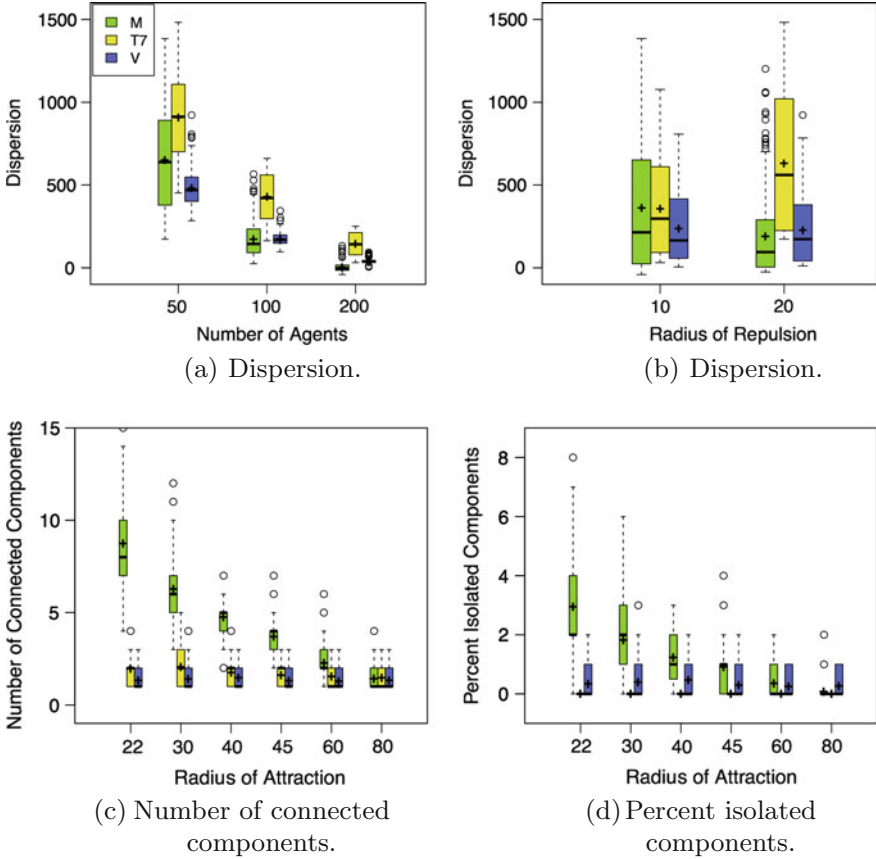 M
T7
V
Dispersion
1500
1000
500
0
50
100
200
Number of Agents
(a) Dispersion.
Dispersion
1500
1000
500
0
10
20
Radius of Repulsion
(b) Dispersion.
Number of Connected Components
15
10
5
0
22
30
40
45
60
80
Radius of Attraction
(c) Number of connected
components.
Percent Isolated Components
8
6
4
2
0
22
30
40
45
60
80
Radius of Attraction
(d) Percent isolated
components.